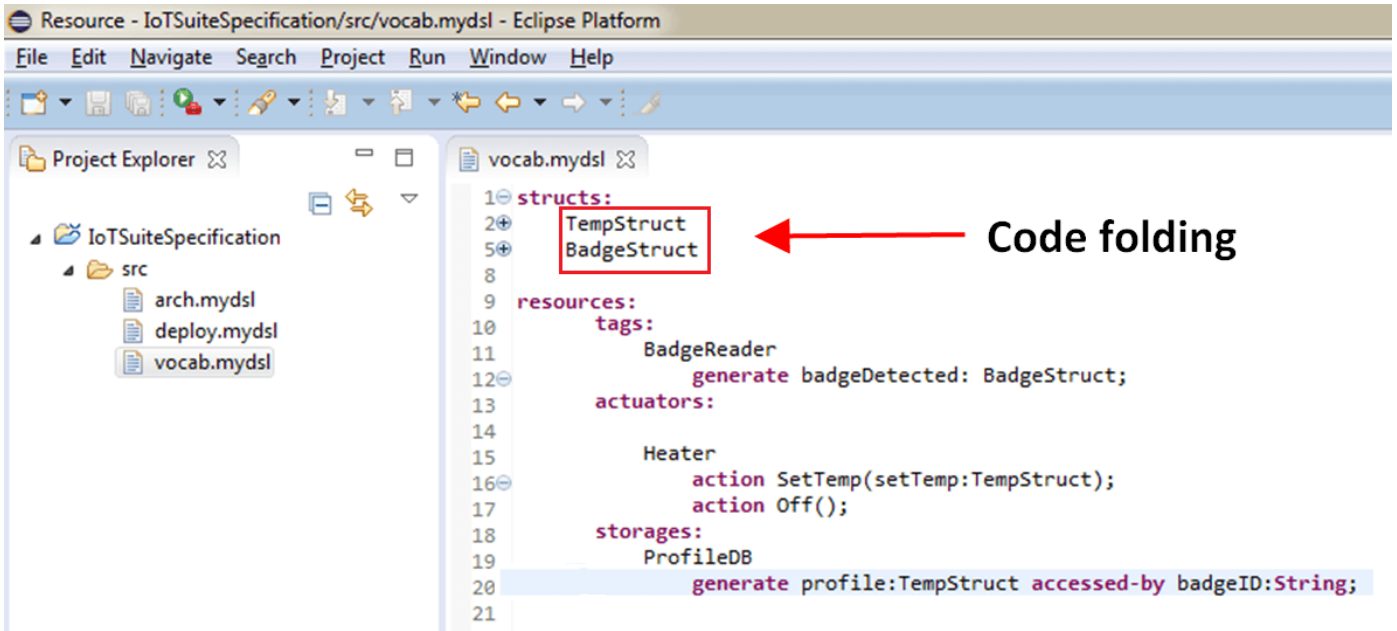 Resource - IoTSuiteSpecification/src/vocab.mydsl - Eclipse Platform
File Edit Navigate Search Project Run Window Help
Project Explorer
IoTSuiteSpecification
src
arch.mydsl
deploy.mydsl
vocab.mydsl
vocab.mydsl
1 structs:
2 TempStruct
5 BadgeStruct
8
9 resources:
10 tags:
11 BadgeReader
12 generate badgeDetected: BadgeStruct;
13 actuators:
14
15 Heater
16 action SetTemp(setTemp:TempStruct);
17 action Off();
18 storages:
19 ProfileDB
20 generate profile:TempStruct accessed-by badgeID:String;
21
Code folding